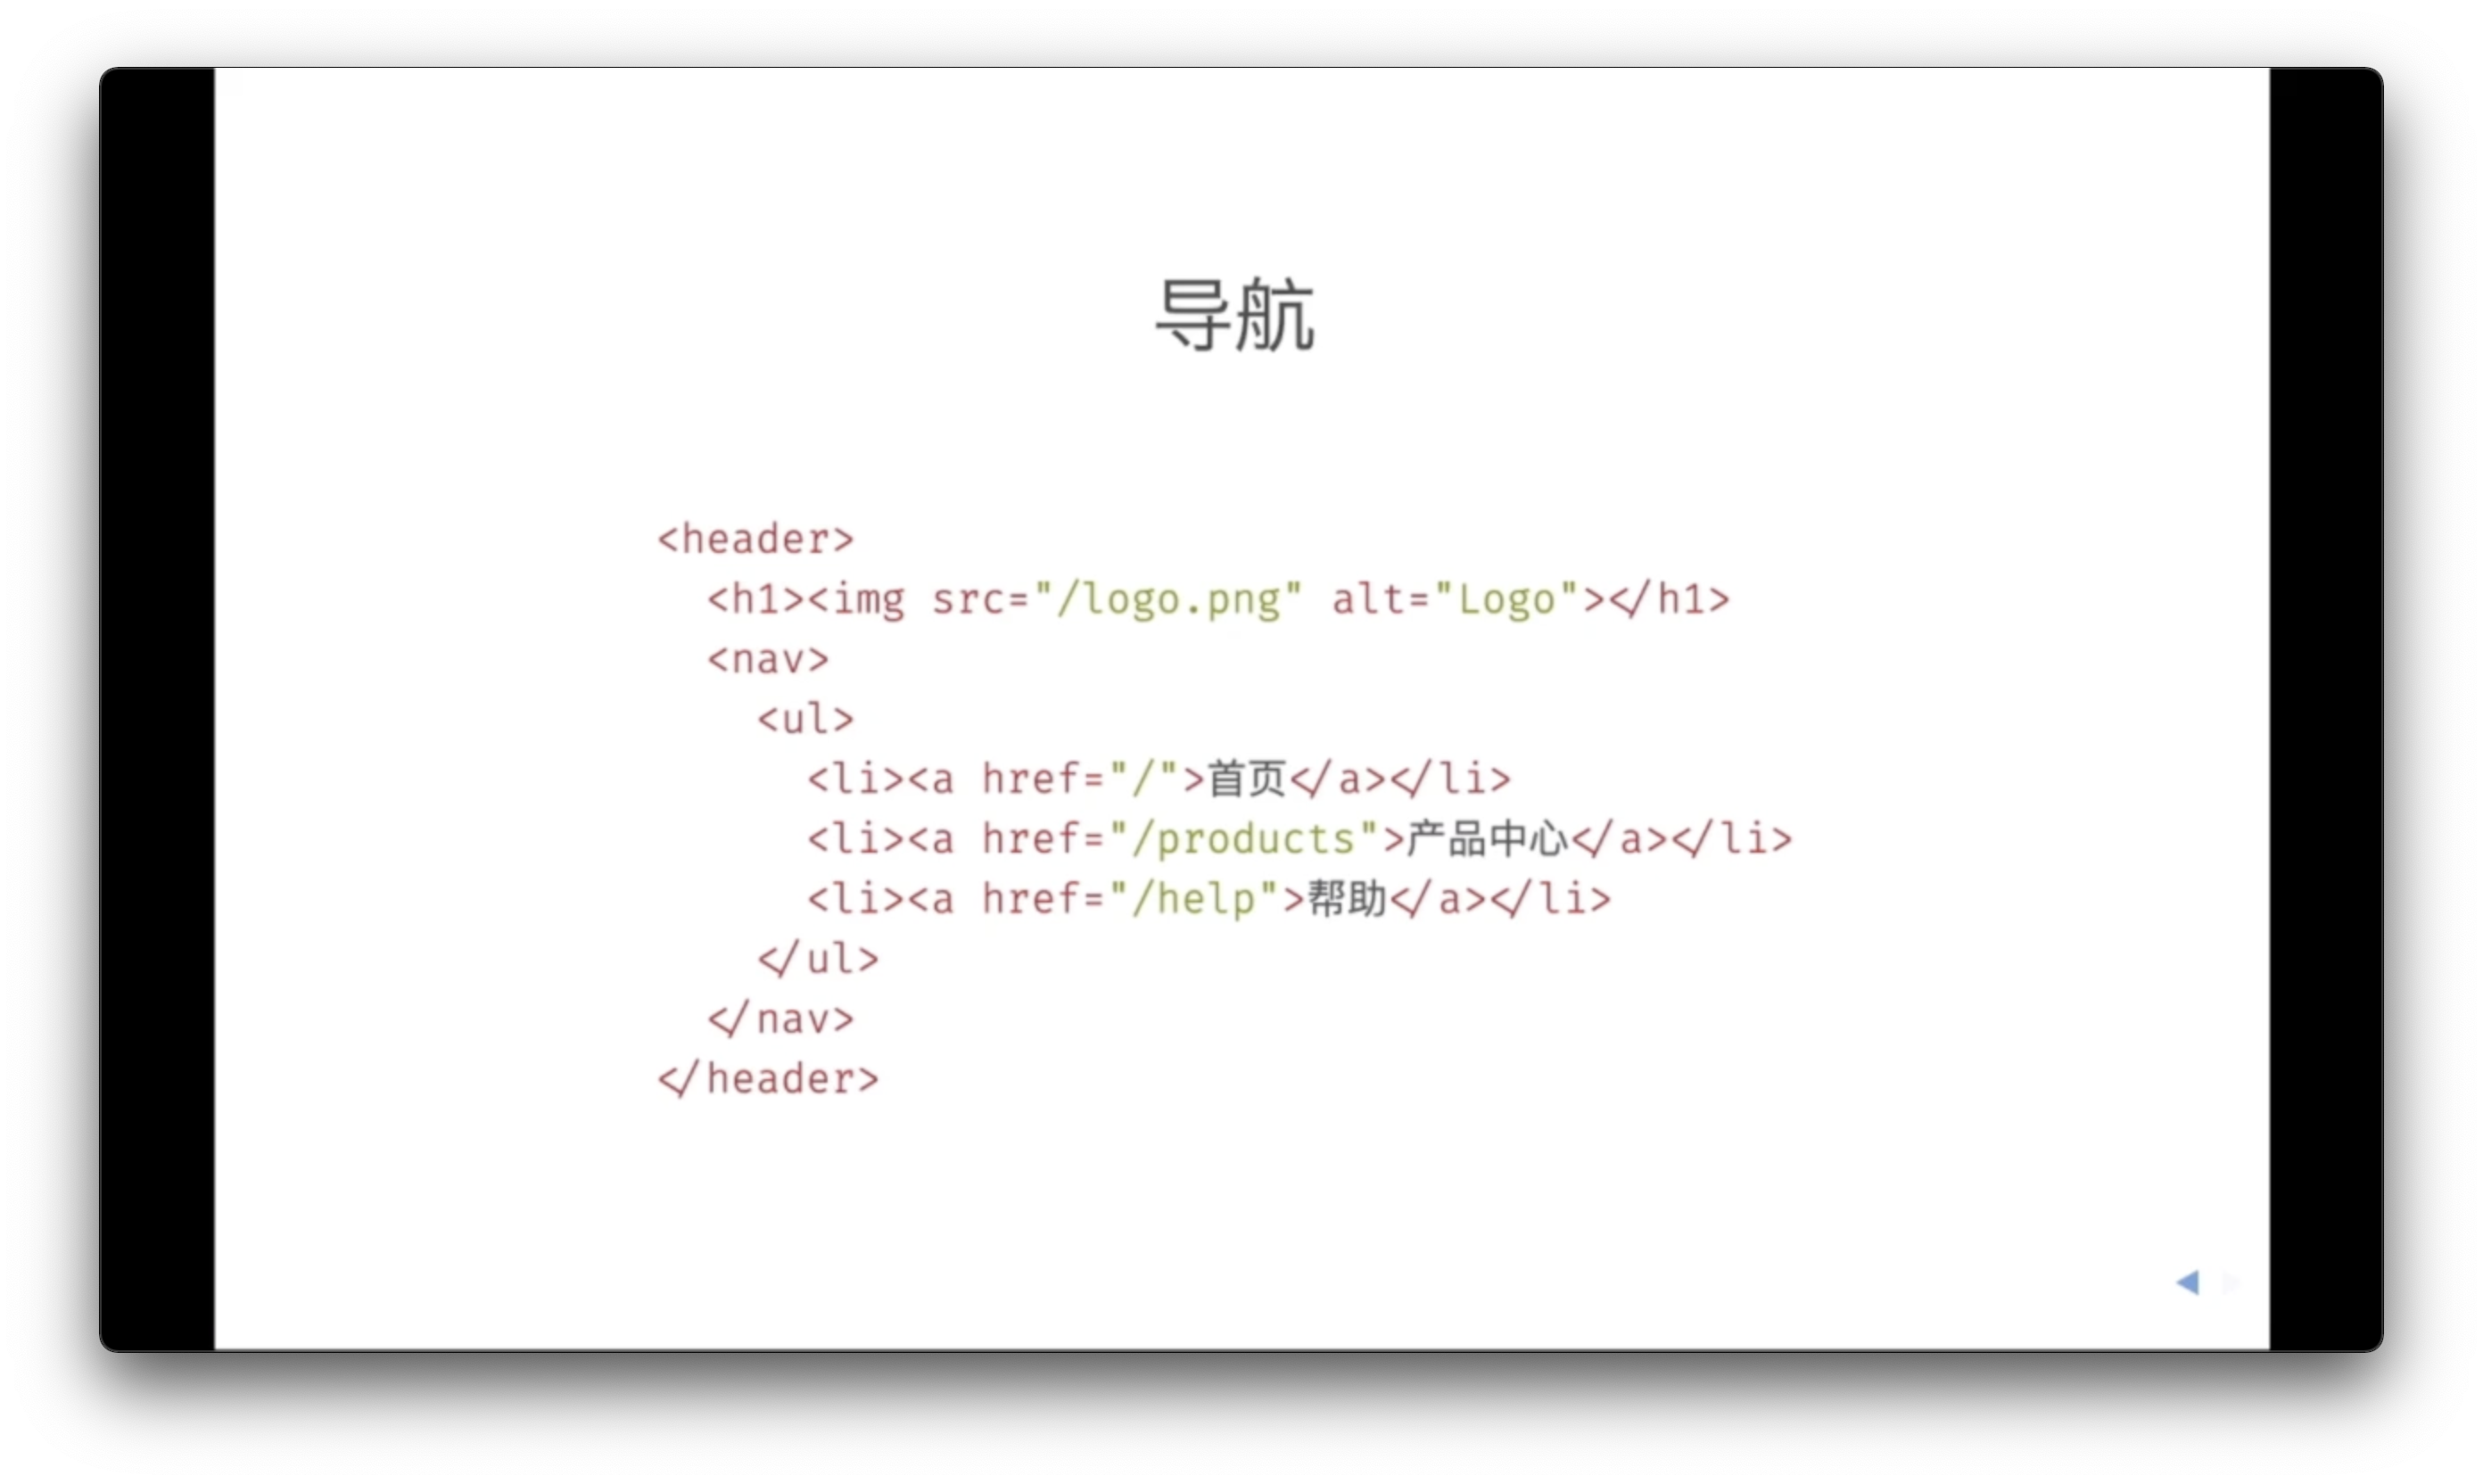 导航
<header>
<h1><img src="/logo.png" alt="Logo"></h1>
<nav>
<ul>
<li><a href="/">首页</a></li>
<li><a href="/products">产品中心</a></li>
<li><a href="/help">帮助</a></li>
</ul>
</nav>
</header>